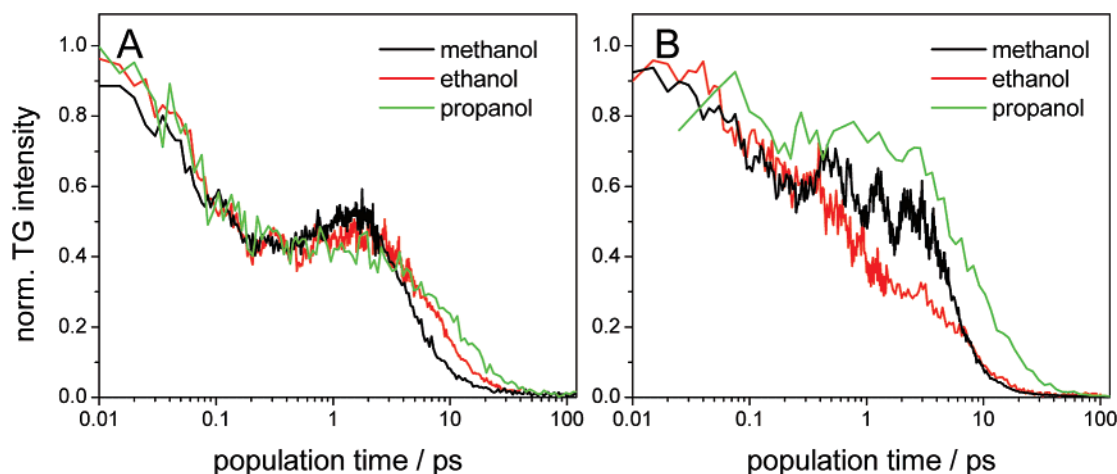 A
methanol
ethanol
propanol
B
methanol
ethanol
propanol
norm. TG intensity
1.0
0.8
0.6
0.4
0.2
0.0
0.01
0.1
1
10
100
population time / ps
1.0
0.8
0.6
0.4
0.2
0.0
0.01
0.1
1
10
100
population time / ps